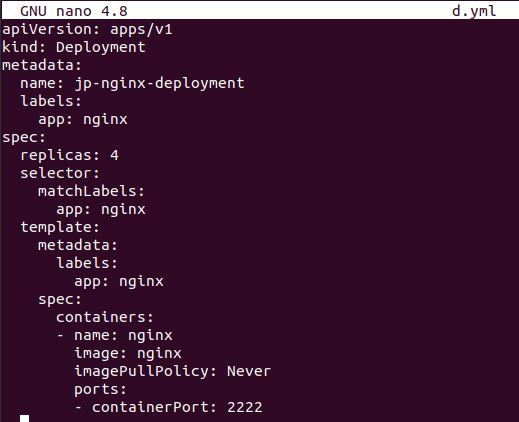 GNU nano 4.8 d.yml
apiVersion: apps/v1
kind: Deployment
metadata:
  name: jp-nginx-deployment
  labels:
    app: nginx
spec:
  replicas: 4
  selector:
    matchLabels:
      app: nginx
  template:
    metadata:
      labels:
        app: nginx
    spec:
      containers:
      - name: nginx
        image: nginx
        imagePullPolicy: Never
        ports:
        - containerPort: 2222